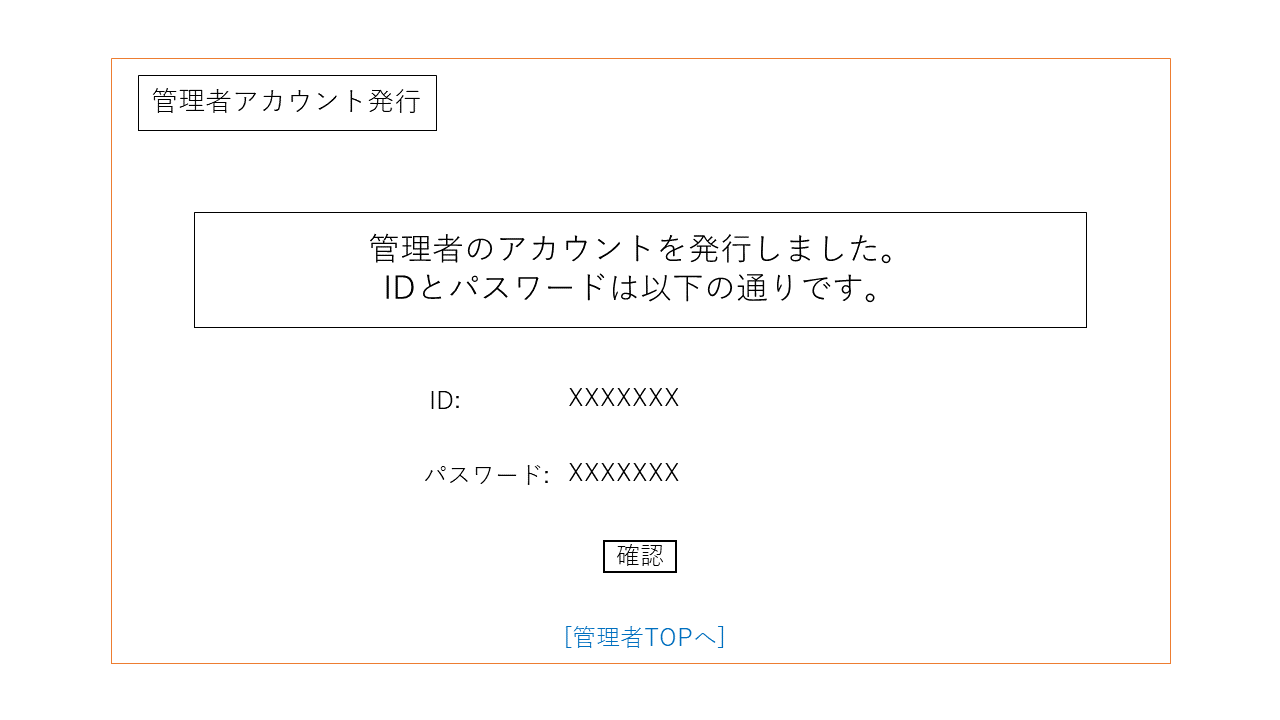 管理者アカウント発行
管理者のアカウントを発行しました。
IDとパスワードは以下の通りです。
ID: XXXXXXX
パスワード: XXXXXXX
確認
[管理者TOPへ]